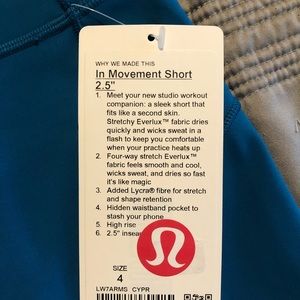 WHY WE MADE THIS
In Movement Short
2.5"
1. Meet your new studio workout
companion: a sleek short that
fits like a second skin.
Stretchy Everlux™ fabric dries
quickly and wicks sweat in a
flash to keep you comfortable
when your practice heats up
2. Four-way stretch Everlux™
fabric feels smooth and cool,
wicks sweat, and dries so fast
it's like magic
3. Added Lycra® fibre for stretch
and shape retention
4. Hidden waistband pocket to
stash your phone
5. High rise
6. 2.5" insea
SIZE
4
LW7ARMS CYPR